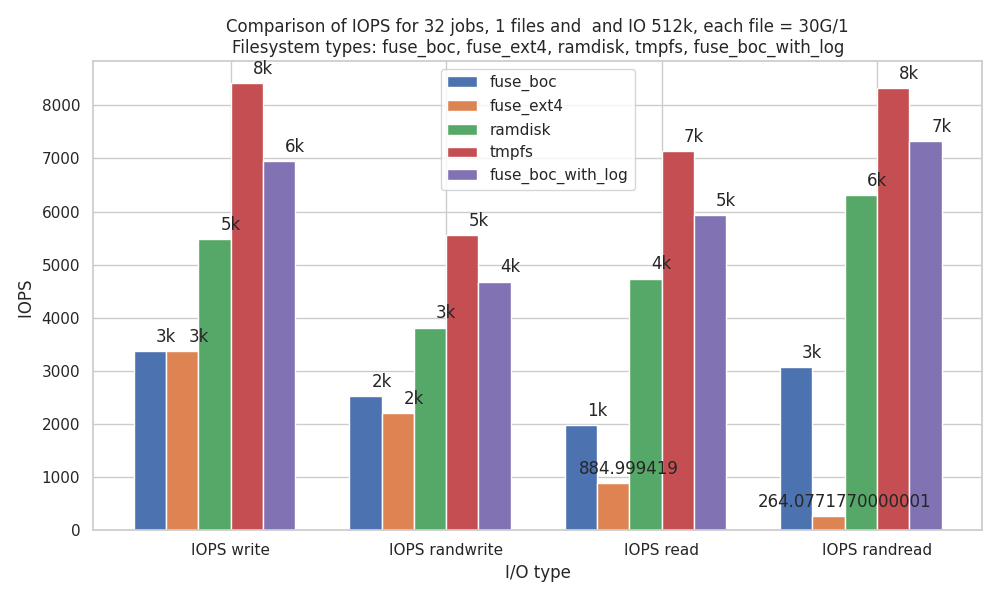 Comparison of IOPS for 32 jobs, 1 files and  and IO 512k, each file = 30G/1
Filesystem types: fuse_boc, fuse_ext4, ramdisk, tmpfs, fuse_boc_with_log
fuse_boc
fuse_ext4
ramdisk
tmpfs
fuse_boc_with_log
IOPS
8000
7000
6000
5000
4000
3000
2000
1000
0
3k
3k
5k
8k
6k
2k
2k
3k
5k
4k
1k
884.999419
4k
7k
5k
3k
264.0771770000001
6k
8k
7k
IOPS write
IOPS randwrite
IOPS read
IOPS randread
I/O type